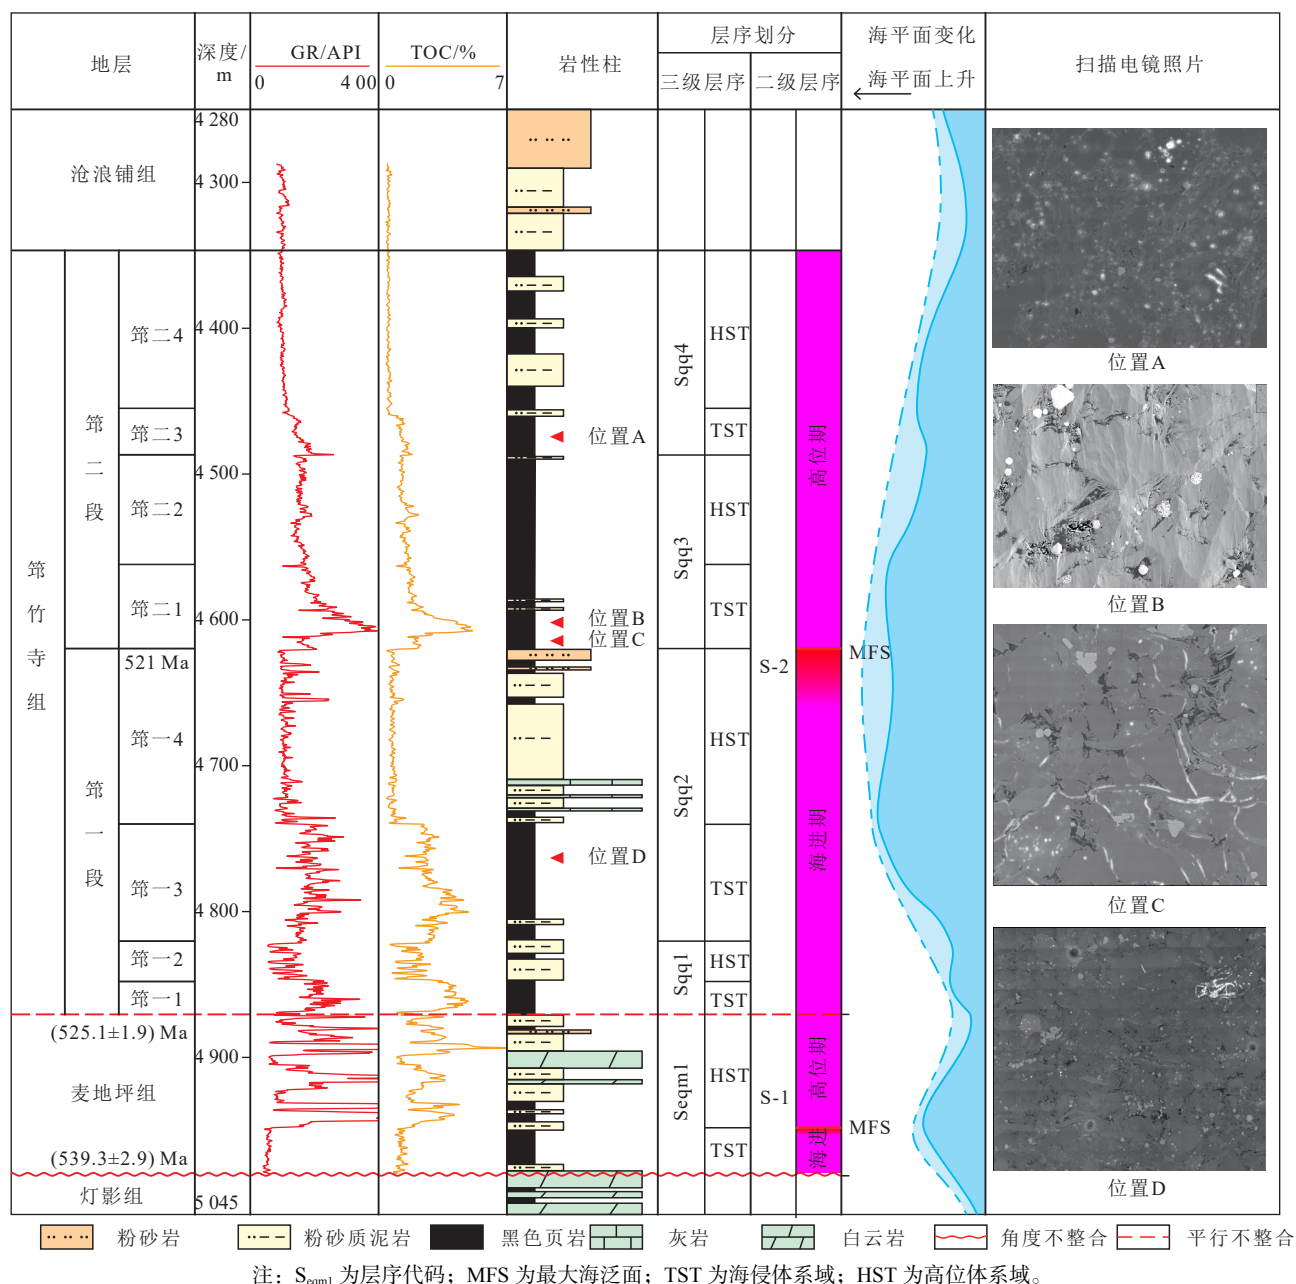 地层
深度/
m
GR/API
0 400
TOC/%
0 7
岩性柱
层序划分
三级层序
二级层序
海平面变化
海平面上升
扫描电镜照片
沧浪铺组
筇竹寺组
筇二段
筇一段
筇二4
筇二3
筇二2
筇二1
521 Ma
筇一4
筇一3
筇一2
筇一1
(525.1±1.9) Ma
麦地坪组
(539.3±2.9) Ma
灯影组
4 280
4 300
4 400
4 500
4 600
4 700
4 800
4 900
5 045
位置A
位置B
位置C
位置D
Sqq4
Sqq3
Sqq2
Sqq1
Seqm1
HST
TST
HST
TST
HST
TST
HST
TST
HST
TST
S-2
S-1
高位期
海进期
高位期
海进
MFS
MFS
位置A
位置B
位置C
位置D
粉砂岩
粉砂质泥岩
黑色页岩
灰岩
白云岩
角度不整合
平行不整合
注：Seqm1 为层序代码；MFS 为最大海泛面；TST 为海侵体系域；HST 为高位体系域。